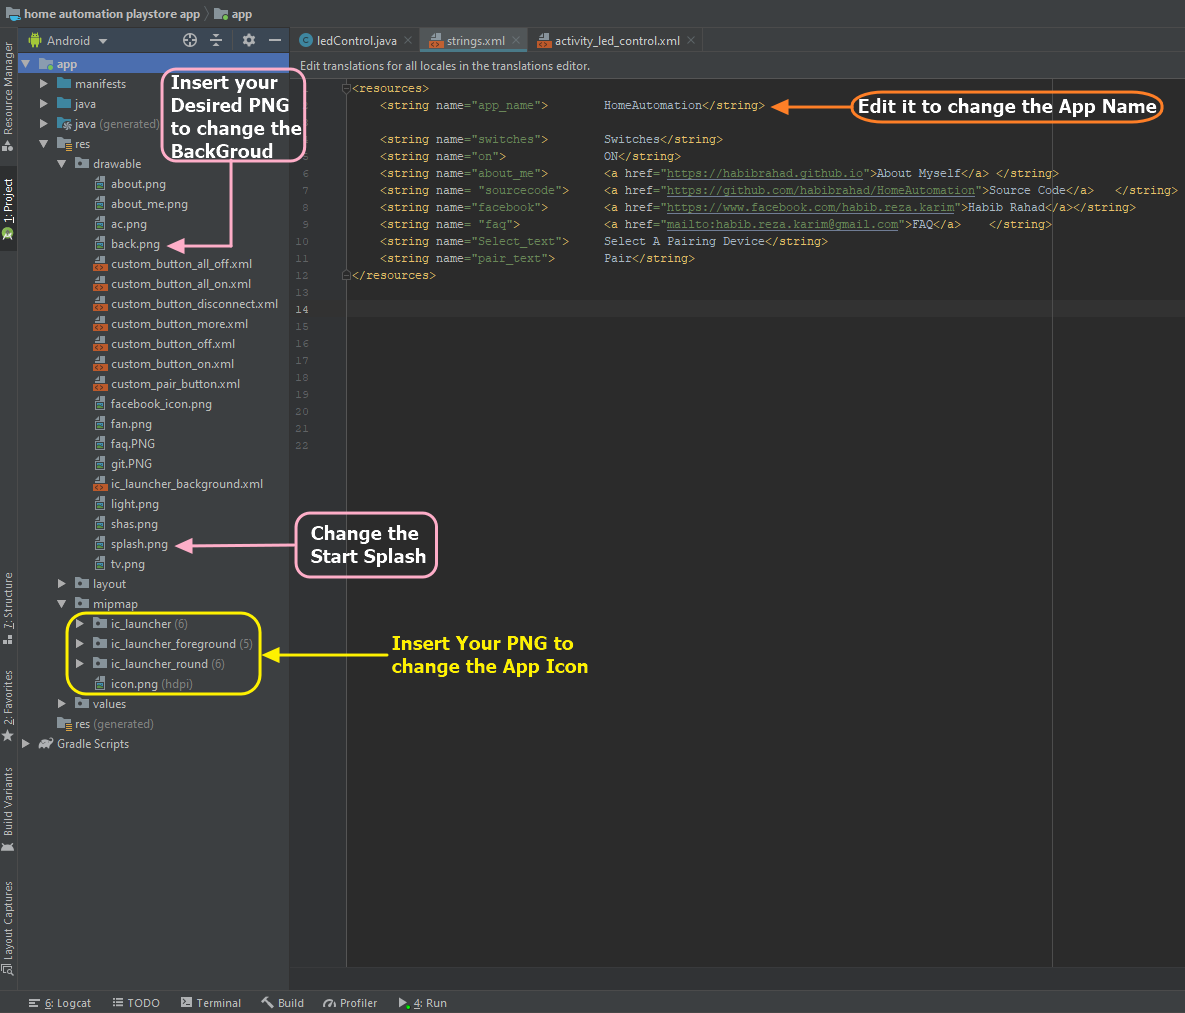 home automation playstore app
app
Android
ledControl.java
strings.xml
activity_led_control.xml
Edit translations for all locales in the translations editor.
Resource Manager
1: Project
7: Structure
2: Favorites
Build Variants
Layout Captures
app
manifests
java
java (generated)
res
drawable
about.png
about_me.png
ac.png
back.png
custom_button_all_off.xml
custom_button_all_on.xml
custom_button_disconnect.xml
custom_button_more.xml
custom_button_off.xml
custom_button_on.xml
custom_pair_button.xml
facebook_icon.png
fan.png
faq.PNG
git.PNG
ic_launcher_background.xml
light.png
shas.png
splash.png
tv.png
layout
mipmap
ic_launcher (6)
ic_launcher_foreground (5)
ic_launcher_round (6)
icon.png (hdpi)
values
res (generated)
Gradle Scripts
Insert your
Desired PNG
to change the
BackGroud
<resources>
<string name="app_name"> HomeAutomation</string>
Edit it to change the App Name
<string name="switches"> Switches</string>
<string name="on"> ON</string>
6 <string name="about_me"> <a href="https://habibrahad.github.io">About Myself</a> </string>
7 <string name= "sourcecode"> <a href="https://github.com/habibrahad/HomeAutomation">Source Code</a> </string>
8 <string name="facebook"> <a href="https://www.facebook.com/habib.reza.karim">Habib Rahad</a></string>
9 <string name= "faq"> <a href="mailto:habib.reza.karim@gmail.com">FAQ</a> </string>
10 <string name="Select_text"> Select A Pairing Device</string>
11 <string name="pair_text"> Pair</string>
12 </resources>
13
14
15
16
17
18
19
20
21
22
Change the
Start Splash
Insert Your PNG to
change the App Icon
6: Logcat
TODO
Terminal
Build
Profiler
4: Run